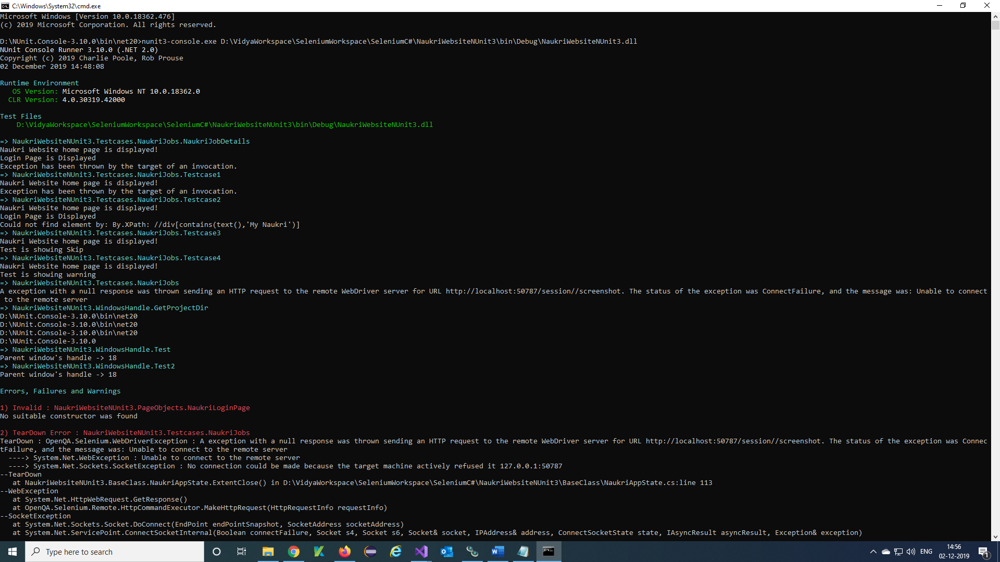 C:\Windows\System32\cmd.exe
Microsoft Windows [Version 10.0.18362.476]
(c) 2019 Microsoft Corporation. All rights reserved.
D:\NUnit.Console-3.10.0\bin\net20>nunit3-console.exe D:\VidyaWorkspace\SeleniumWorkspace\SeleniumC#\NaukriWebsiteNUnit3\bin\Debug\NaukriWebsiteNUnit3.dll
NUnit Console Runner 3.10.0 (.NET 2.0)
Copyright (c) 2019 Charlie Poole, Rob Prouse
02 December 2019 14:48:08
Runtime Environment
OS Version: Microsoft Windows NT 10.0.18362.0
CLR Version: 4.0.30319.42000
Test Files
D:\VidyaWorkspace\SeleniumWorkspace\SeleniumC#\NaukriWebsiteNUnit3\bin\Debug\NaukriWebsiteNUnit3.dll
=> NaukriWebsiteNUnit3.Testcases.NaukriJobs.NaukriJobDetails
Naukri Website home page is displayed!
Login Page is Displayed
Exception has been thrown by the target of an invocation.
=> NaukriWebsiteNUnit3.Testcases.NaukriJobs.Testcase1
Naukri Website home page is displayed!
Exception has been thrown by the target of an invocation.
=> NaukriWebsiteNUnit3.Testcases.NaukriJobs.Testcase2
Naukri Website home page is displayed!
Login Page is Displayed
Could not find element by: By.XPath: //div[contains(text(),'My Naukri')]
=> NaukriWebsiteNUnit3.Testcases.NaukriJobs.Testcase3
Naukri Website home page is displayed!
Test is showing Skip
=> NaukriWebsiteNUnit3.Testcases.NaukriJobs.Testcase4
Naukri Website home page is displayed!
Test is showing warning
=> NaukriWebsiteNUnit3.Testcases.NaukriJobs
A exception with a null response was thrown sending an HTTP request to the remote WebDriver server for URL http://localhost:50787/session//screenshot. The status of the exception was ConnectFailure, and the message was: Unable to connect
to the remote server
=> NaukriWebsiteNUnit3.WindowsHandle.GetProjectDir
D:\NUnit.Console-3.10.0\bin\net20
D:\NUnit.Console-3.10.0\bin\net20
D:\NUnit.Console-3.10.0\bin\net20
D:\NUnit.Console-3.10.0
=> NaukriWebsiteNUnit3.WindowsHandle.Test
Parent window's handle -> 18
=> NaukriWebsiteNUnit3.WindowsHandle.Test2
Parent window's handle -> 18
Errors, Failures and Warnings
1) Invalid : NaukriWebsiteNUnit3.PageObjects.NaukriLoginPage
No suitable constructor was found
2) TearDown Error : NaukriWebsiteNUnit3.Testcases.NaukriJobs
TearDown : OpenQA.Selenium.WebDriverException : A exception with a null response was thrown sending an HTTP request to the remote WebDriver server for URL http://localhost:50787/session//screenshot. The status of the exception was Connec
tFailure, and the message was: Unable to connect to the remote server
----> System.Net.WebException : Unable to connect to the remote server
----> System.Net.Sockets.SocketException : No connection could be made because the target machine actively refused it 127.0.0.1:50787
--TearDown
at NaukriWebsiteNUnit3.BaseClass.NaukriAppState.ExtentClose() in D:\VidyaWorkspace\SeleniumWorkspace\SeleniumC#\NaukriWebsiteNUnit3\BaseClass\NaukriAppState.cs:line 113
--WebException
at System.Net.HttpWebRequest.GetResponse()
at OpenQA.Selenium.Remote.HttpCommandExecutor.MakeHttpRequest(HttpRequestInfo requestInfo)
--SocketException
at System.Net.Sockets.Socket.DoConnect(EndPoint endPointSnapshot, SocketAddress socketAddress)
at System.Net.ServicePoint.ConnectSocketInternal(Boolean connectFailure, Socket s4, Socket s6, Socket& socket, IPAddress& address, ConnectSocketState state, IAsyncResult asyncResult, Exception& exception)
Type here to search
ENG
14:56
02-12-2019
1